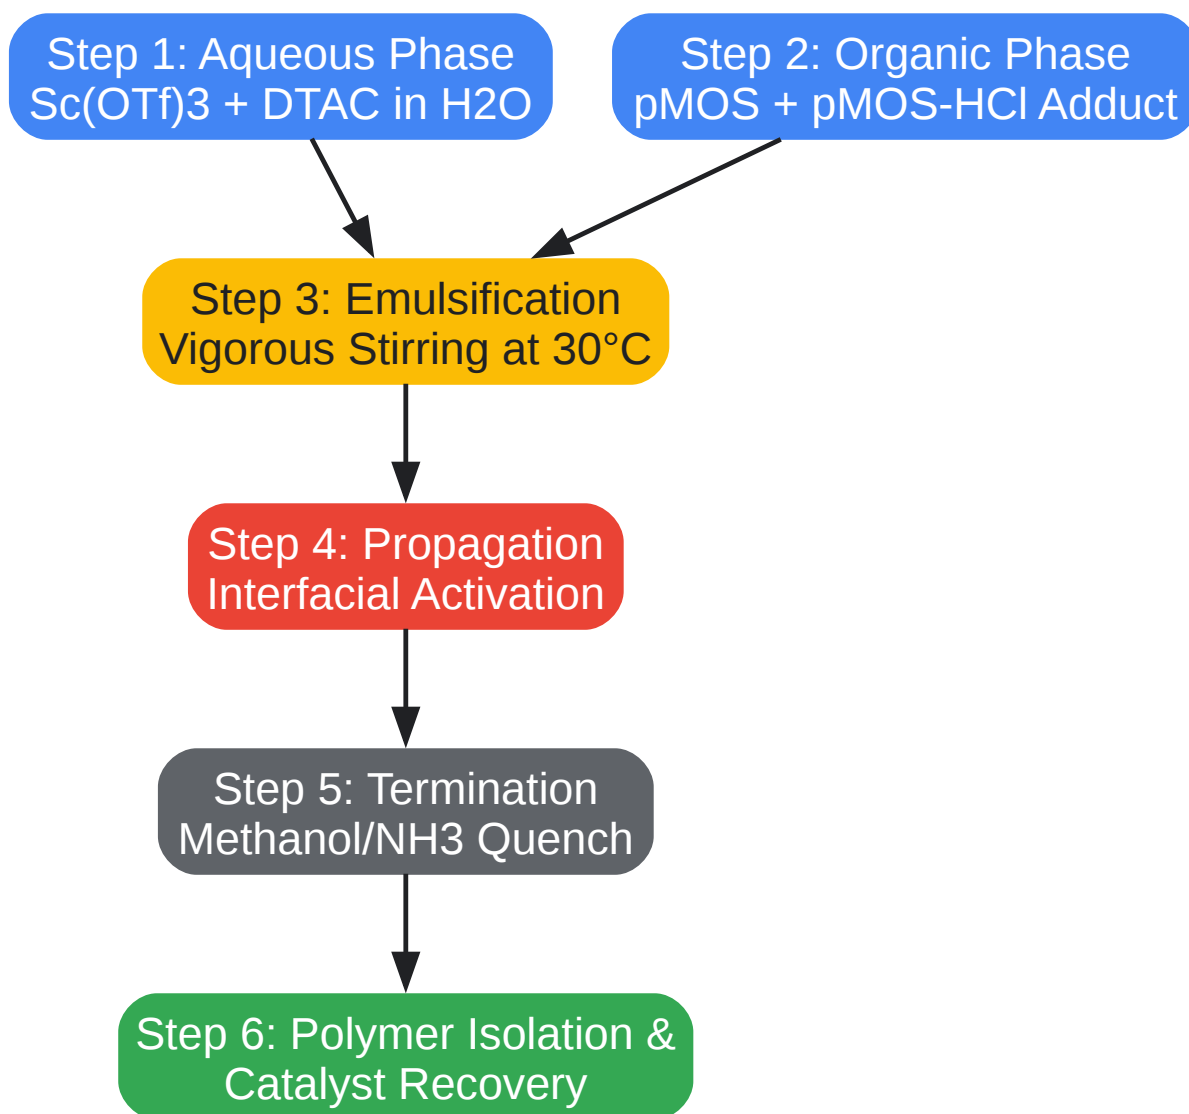 Step 1: Aqueous Phase
Sc(OTf)3 + DTAC in H2O
Step 2: Organic Phase
pMOS + pMOS-HCl Adduct
Step 3: Emulsification
Vigorous Stirring at 30°C
Step 4: Propagation
Interfacial Activation
Step 5: Termination
Methanol/NH3 Quench
Step 6: Polymer Isolation &
Catalyst Recovery